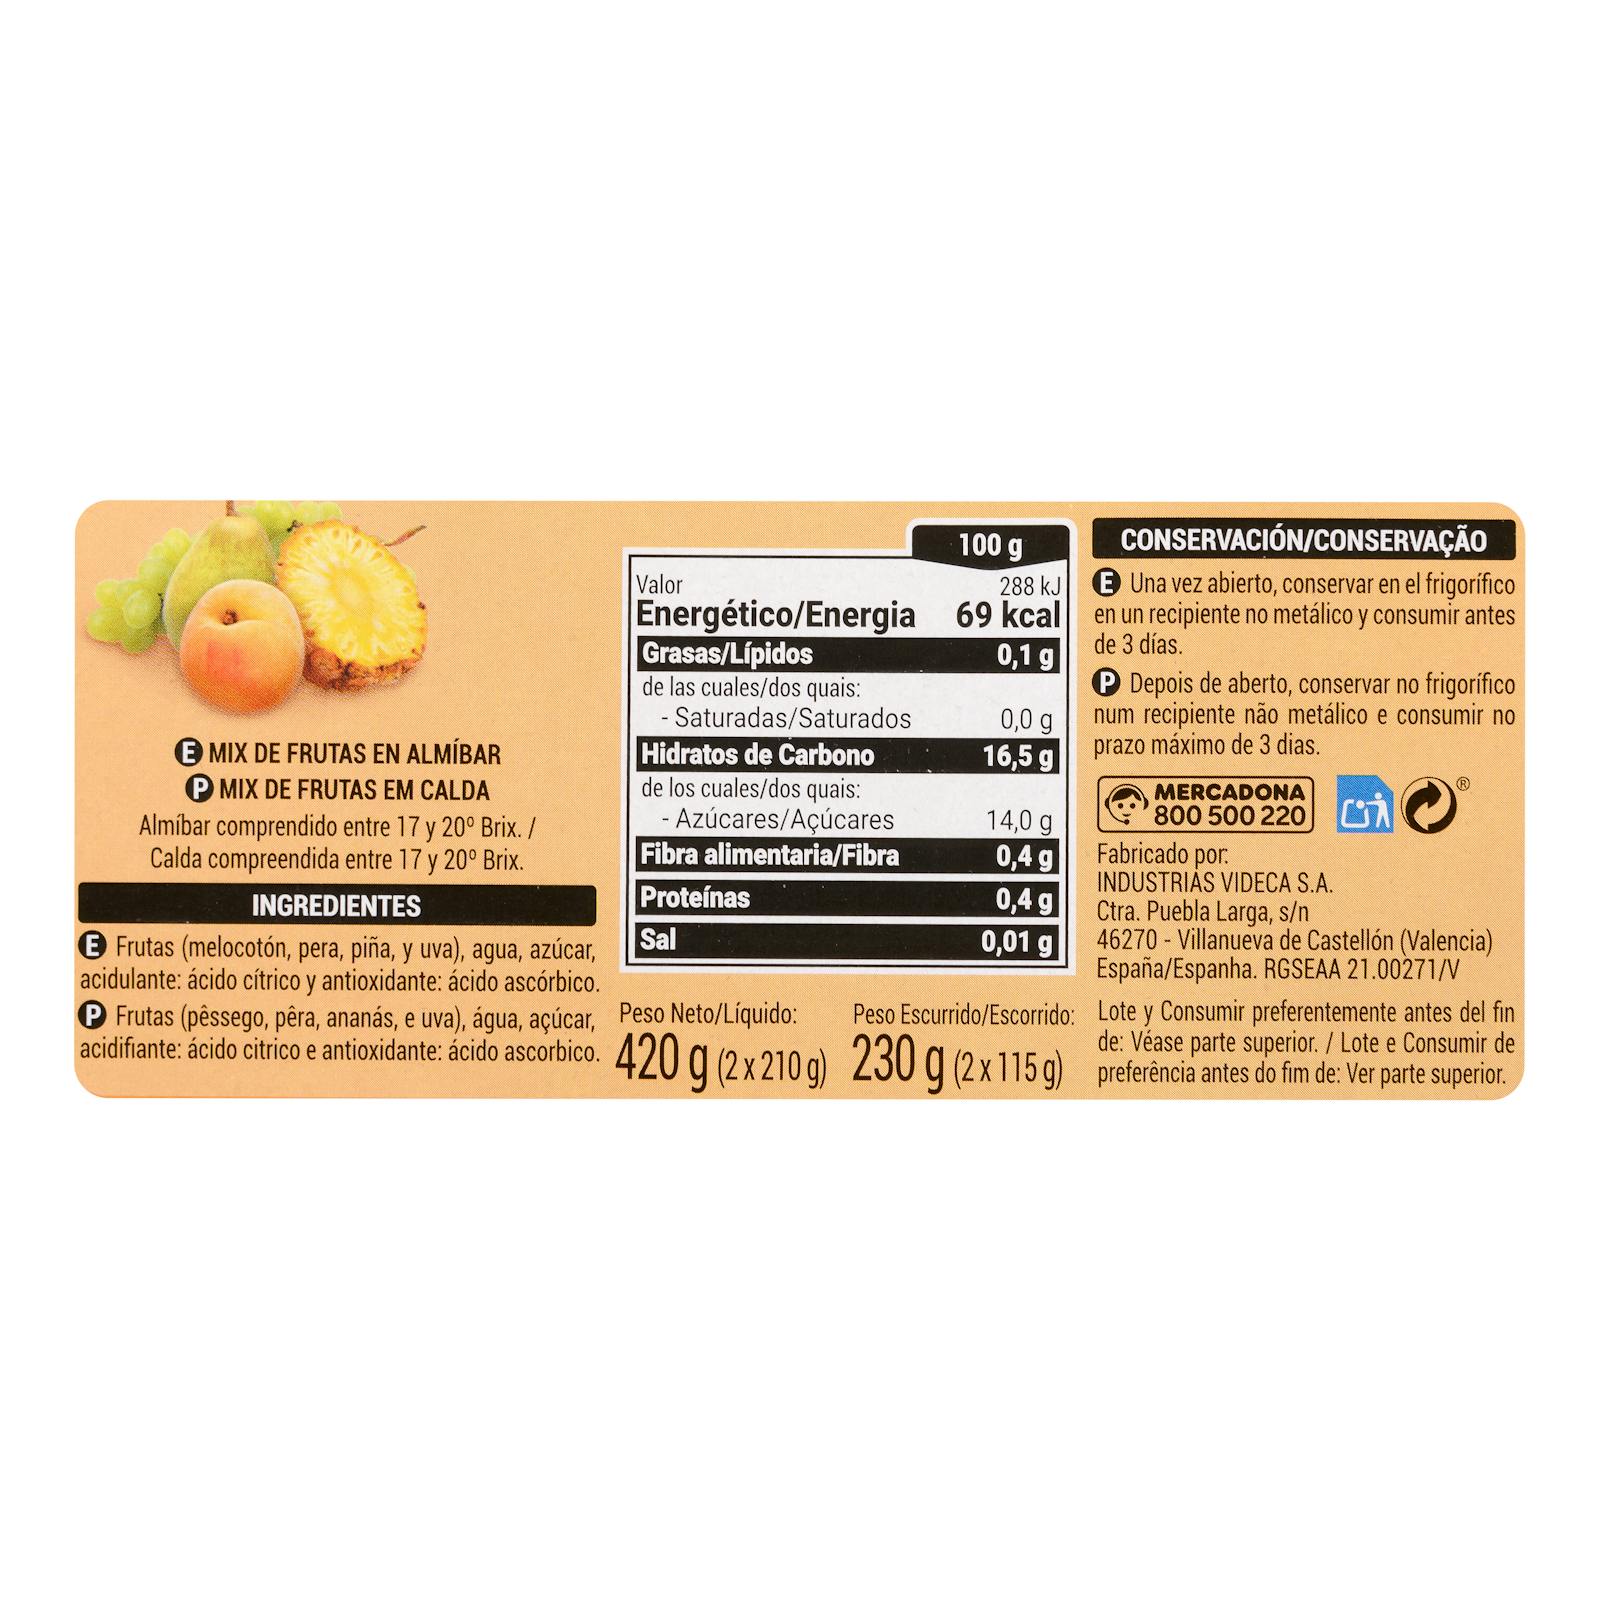 E MIX DE FRUTAS EN ALMÍBAR
P MIX DE FRUTAS EM CALDA
Almíbar comprendido entre 17 y 20º Brix. /
Calda compreendida entre 17 y 20º Brix.
INGREDIENTES
E Frutas (melocotón, pera, piña, y uva), agua, azúcar,
acidulante: ácido cítrico y antioxidante: ácido ascórbico.
P Frutas (pêssego, pêra, ananás, e uva), água, açúcar,
acidifiante: ácido citrico e antioxidante: ácido ascorbico.
100 g
Valor 288 kJ
Energético/Energia 69 kcal
Grasas/Lípidos 0,1 g
de las cuales/dos quais:
- Saturadas/Saturados 0,0 g
Hidratos de Carbono 16,5 g
de los cuales/dos quais:
- Azúcares/Açúcares 14,0 g
Fibra alimentaria/Fibra 0,4 g
Proteínas 0,4 g
Sal 0,01 g
Peso Neto/Líquido: Peso Escurrido/Escorrido:
420 g (2 x 210 g) 230 g (2 x 115 g)
CONSERVACIÓN/CONSERVAÇÃO
E Una vez abierto, conservar en el frigorífico
en un recipiente no metálico y consumir antes
de 3 días.
P Depois de aberto, conservar no frigorífico
num recipiente não metálico e consumir no
prazo máximo de 3 dias.
MERCADONA ®
800 500 220
Fabricado por:
INDUSTRIAS VIDECA S.A.
Ctra. Puebla Larga, s/n
46270 - Villanueva de Castellón (Valencia)
España/Espanha. RGSEAA 21.00271/V
Lote y Consumir preferentemente antes del fin
de: Véase parte superior. / Lote e Consumir de
preferência antes do fim de: Ver parte superior.